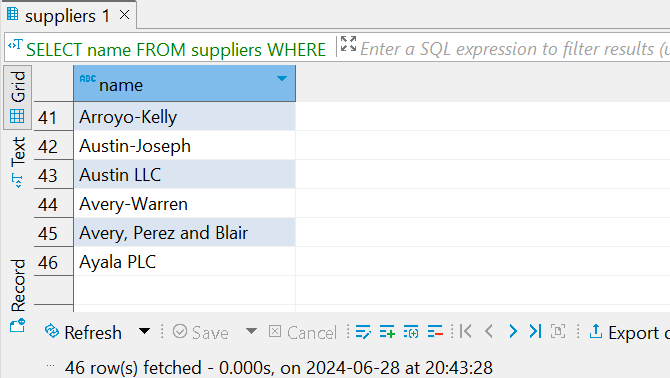 suppliers 1
SELECT name FROM suppliers WHERE Enter a SQL expression to filter results (u
Grid
Text
Record
ABC name
41 Arroyo-Kelly
42 Austin-Joseph
43 Austin LLC
44 Avery-Warren
45 Avery, Perez and Blair
46 Ayala PLC
Refresh Save Cancel Export
46 row(s) fetched - 0.000s, on 2024-06-28 at 20:43:28